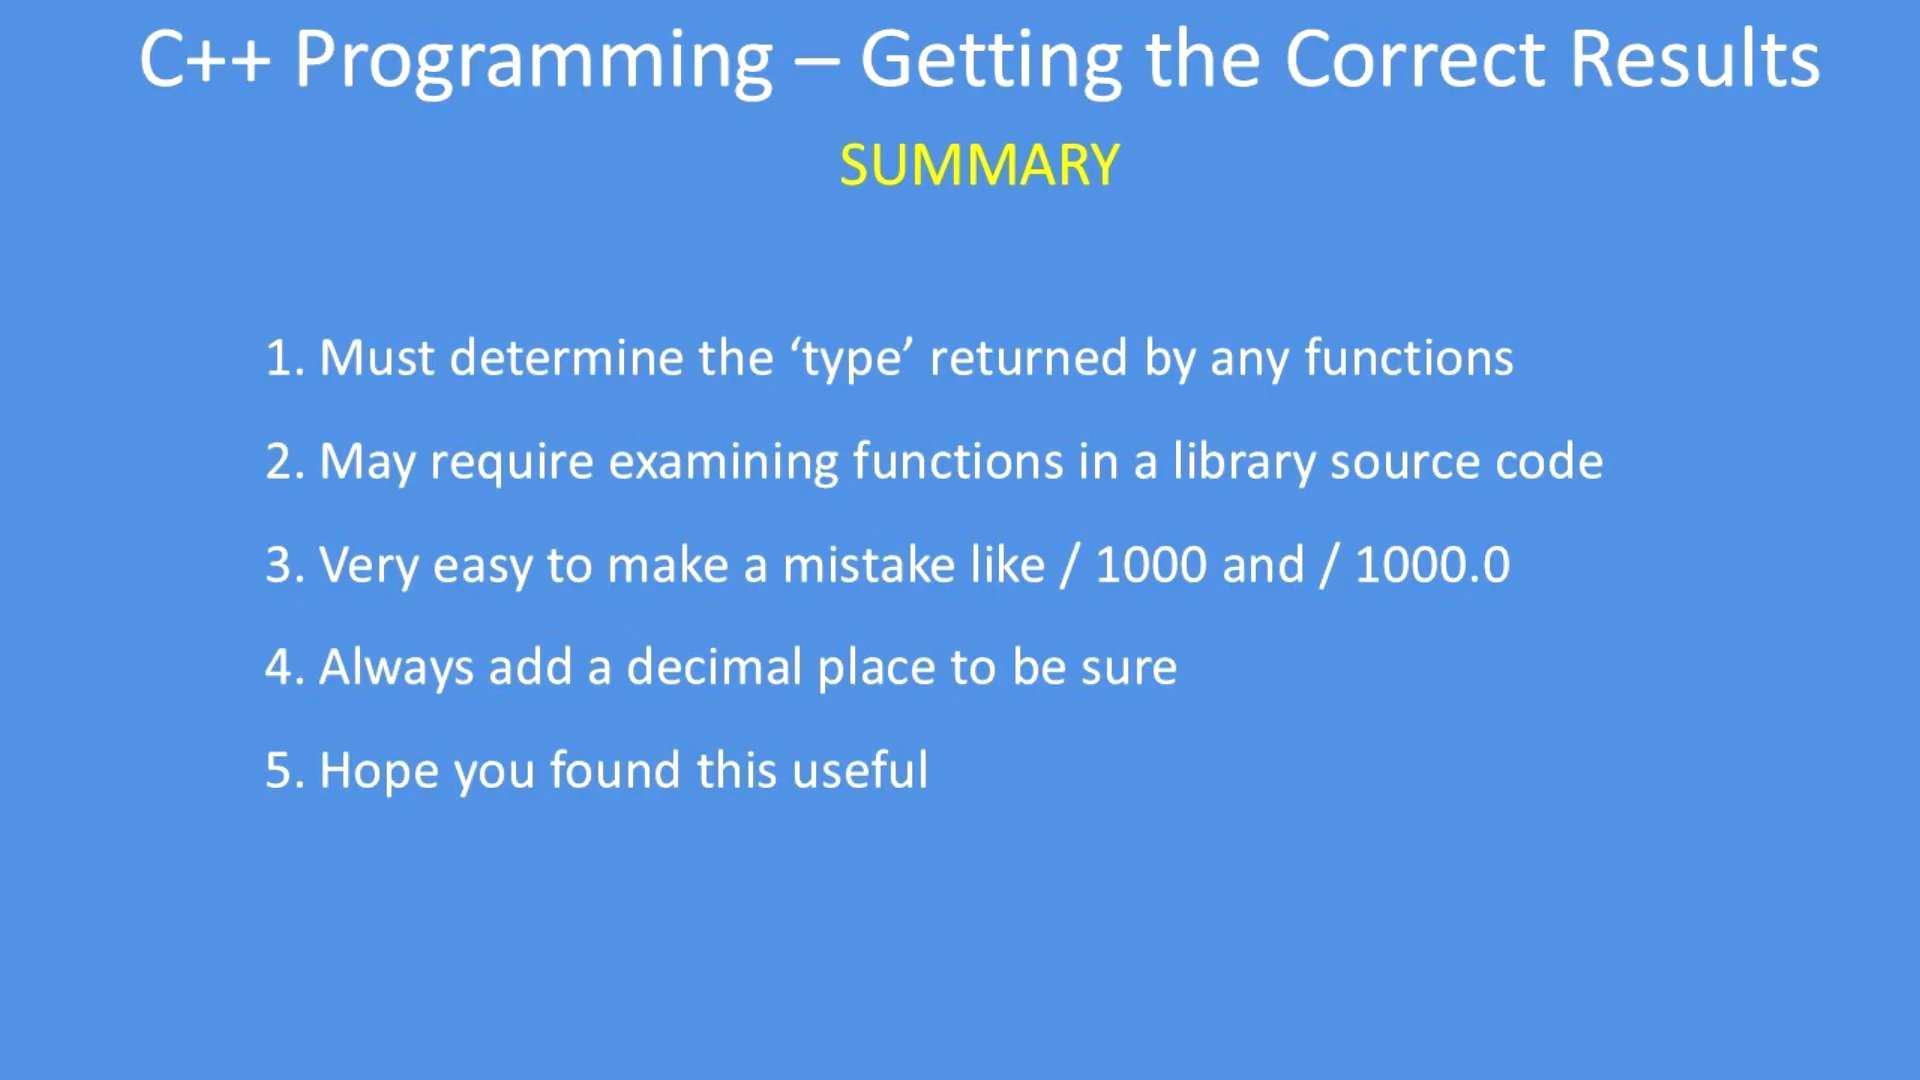 C++ Programming – Getting the Correct Results
SUMMARY
1. Must determine the ‘type’ returned by any functions
2. May require examining functions in a library source code
3. Very easy to make a mistake like / 1000 and / 1000.0
4. Always add a decimal place to be sure
5. Hope you found this useful